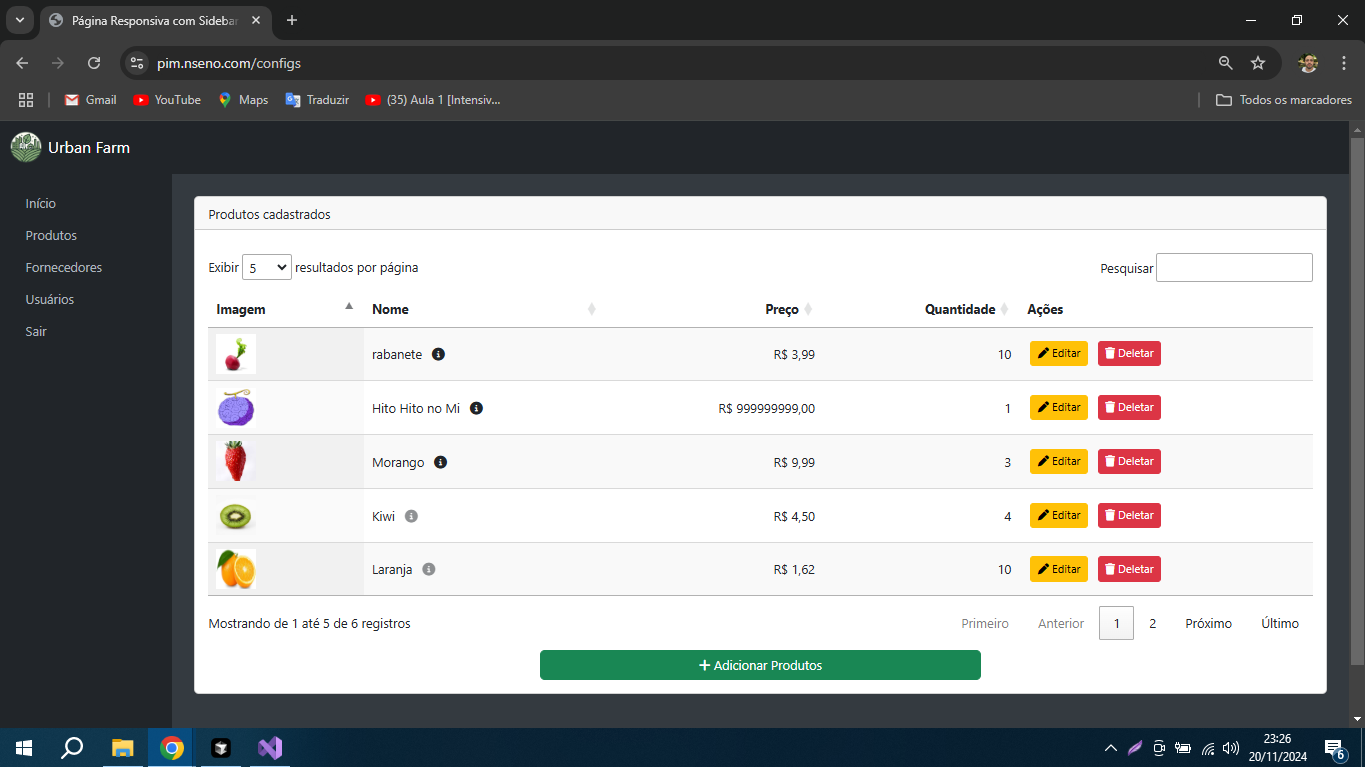 Página Responsiva com Sidebar
pim.nseno.com/configs
Gmail YouTube Maps Traduzir (35) Aula 1 [Intensiv... Todos os marcadores
Urban Farm
Início
Produtos
Fornecedores
Usuários
Sair
Produtos cadastrados
Exibir 5 resultados por página Pesquisar
Imagem Nome Preço Quantidade Ações
rabanete R$ 3,99 10 Editar Deletar
Hito Hito no Mi R$ 999999999,00 1 Editar Deletar
Morango R$ 9,99 3 Editar Deletar
Kiwi R$ 4,50 4 Editar Deletar
Laranja R$ 1,62 10 Editar Deletar
Mostrando de 1 até 5 de 6 registros Primeiro Anterior 1 2 Próximo Último
+ Adicionar Produtos
23:26
20/11/2024
6